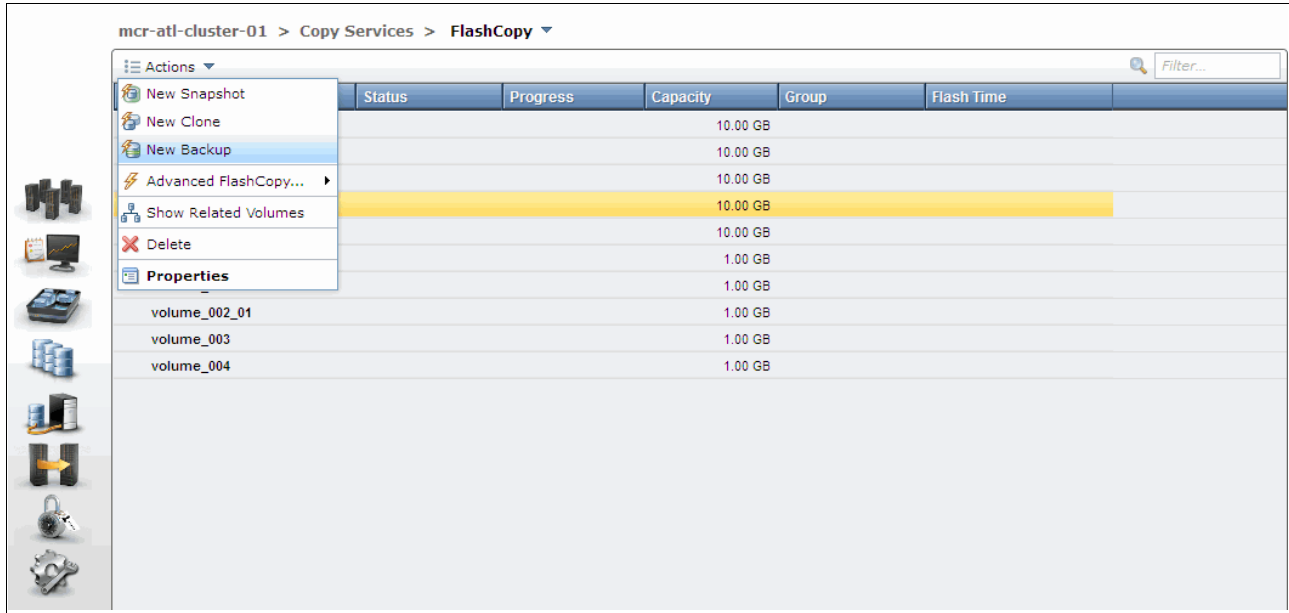 mcr-atl-cluster-01 > Copy Services > FlashCopy
Actions
Filter...
New Snapshot
Status Progress Capacity Group Flash Time
New Clone
10.00 GB
New Backup
10.00 GB
Advanced FlashCopy...
10.00 GB
Show Related Volumes
10.00 GB
Delete
10.00 GB
1.00 GB
Properties
1.00 GB
volume_002_01 1.00 GB
volume_003 1.00 GB
volume_004 1.00 GB